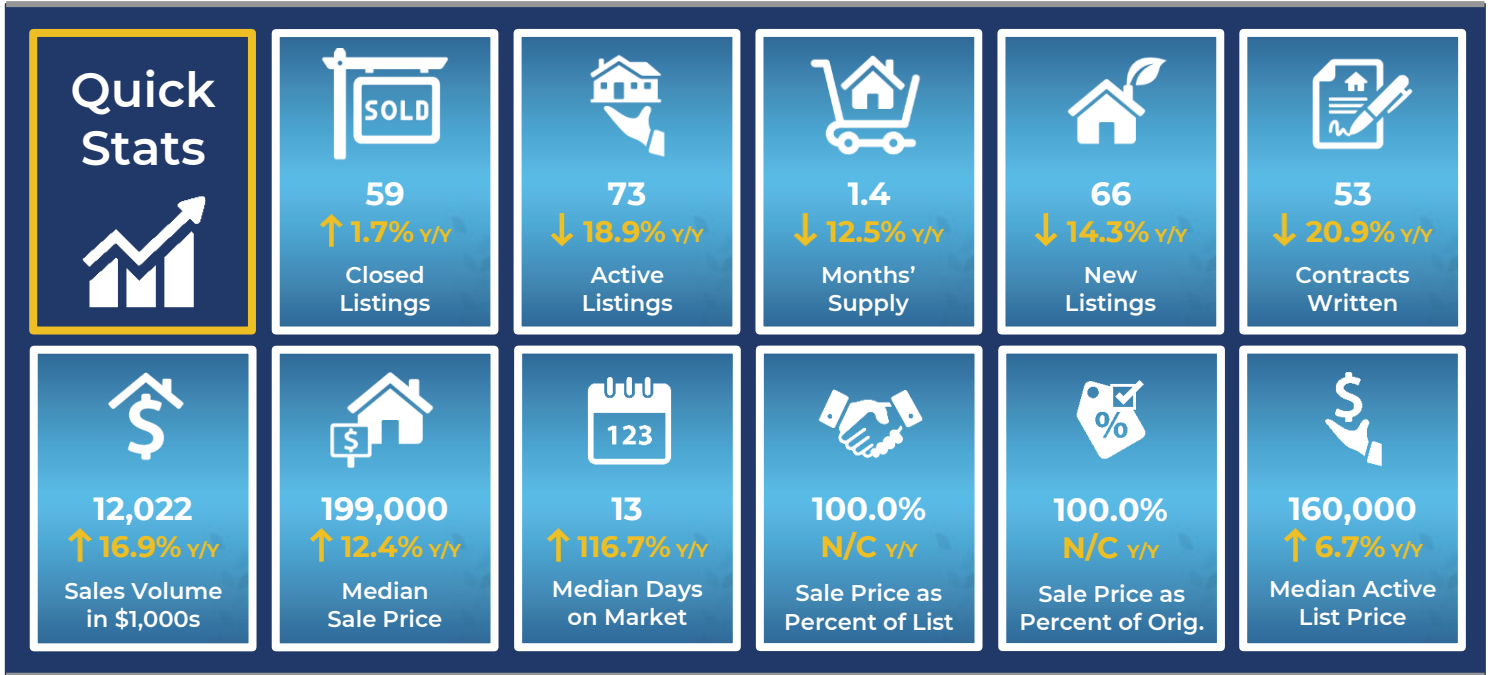 Quick
Stats
SOLD
59
↑ 1.7% Y/Y
Closed
Listings
73
↓ 18.9% Y/Y
Active
Listings
1.4
↓ 12.5% Y/Y
Months’
Supply
66
↓ 14.3% Y/Y
New
Listings
53
↓ 20.9% Y/Y
Contracts
Written
$
12,022
↑ 16.9% Y/Y
Sales Volume
in $1,000s
$
199,000
↑ 12.4% Y/Y
Median
Sale Price
123
13
↑ 116.7% Y/Y
Median Days
on Market
100.0%
N/C Y/Y
Sale Price as
Percent of List
%
100.0%
N/C Y/Y
Sale Price as
Percent of Orig.
$
160,000
↑ 6.7% Y/Y
Median Active
List Price